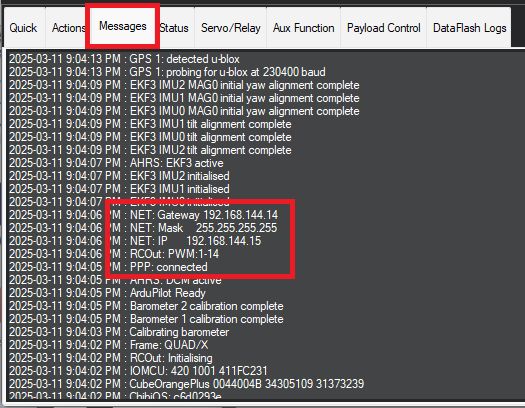 Quick Actions Messages Status Servo/Relay Aux Function Payload Control DataFlash Logs
2025-03-11 9:04:13 PM : GPS 1: detected u-blox
2025-03-11 9:04:13 PM : GPS 1: probing for u-blox at 230400 baud
2025-03-11 9:04:09 PM : EKF3 IMU2 MAG0 initial yaw alignment complete
2025-03-11 9:04:09 PM : EKF3 IMU1 MAG0 initial yaw alignment complete
2025-03-11 9:04:09 PM : EKF3 IMU0 MAG0 initial yaw alignment complete
2025-03-11 9:04:09 PM : EKF3 IMU1 tilt alignment complete
2025-03-11 9:04:09 PM : EKF3 IMU0 tilt alignment complete
2025-03-11 9:04:09 PM : EKF3 IMU2 tilt alignment complete
2025-03-11 9:04:07 PM : AHRS: EKF3 active
2025-03-11 9:04:07 PM : EKF3 IMU2 initialised
2025-03-11 9:04:07 PM : EKF3 IMU1 initialised
2025-03-11 9:04:07 PM : EKF3 IMU0 initialised
2025-03-11 9:04:06 PM : NET: Gateway 192.168.144.14
2025-03-11 9:04:06 PM : NET: Mask 255.255.255.255
2025-03-11 9:04:06 PM : NET: IP 192.168.144.15
2025-03-11 9:04:06 PM : RCOut: PWM:1-14
2025-03-11 9:04:05 PM : PPP: connected
2025-03-11 9:04:05 PM : AHRS: DCM active
2025-03-11 9:04:05 PM : ArduPilot Ready
2025-03-11 9:04:05 PM : Barometer 2 calibration complete
2025-03-11 9:04:05 PM : Barometer 1 calibration complete
2025-03-11 9:04:03 PM : Calibrating barometer
2025-03-11 9:04:02 PM : Frame: QUAD/X
2025-03-11 9:04:02 PM : RCOut: Initialising
2025-03-11 9:04:02 PM : IOMCU: 420 1001 411FC231
2025-03-11 9:04:02 PM : CubeOrangePlus 0044004B 34305109 31373239
2025-03-11 9:04:02 PM : ChibiOS: c6d0293e